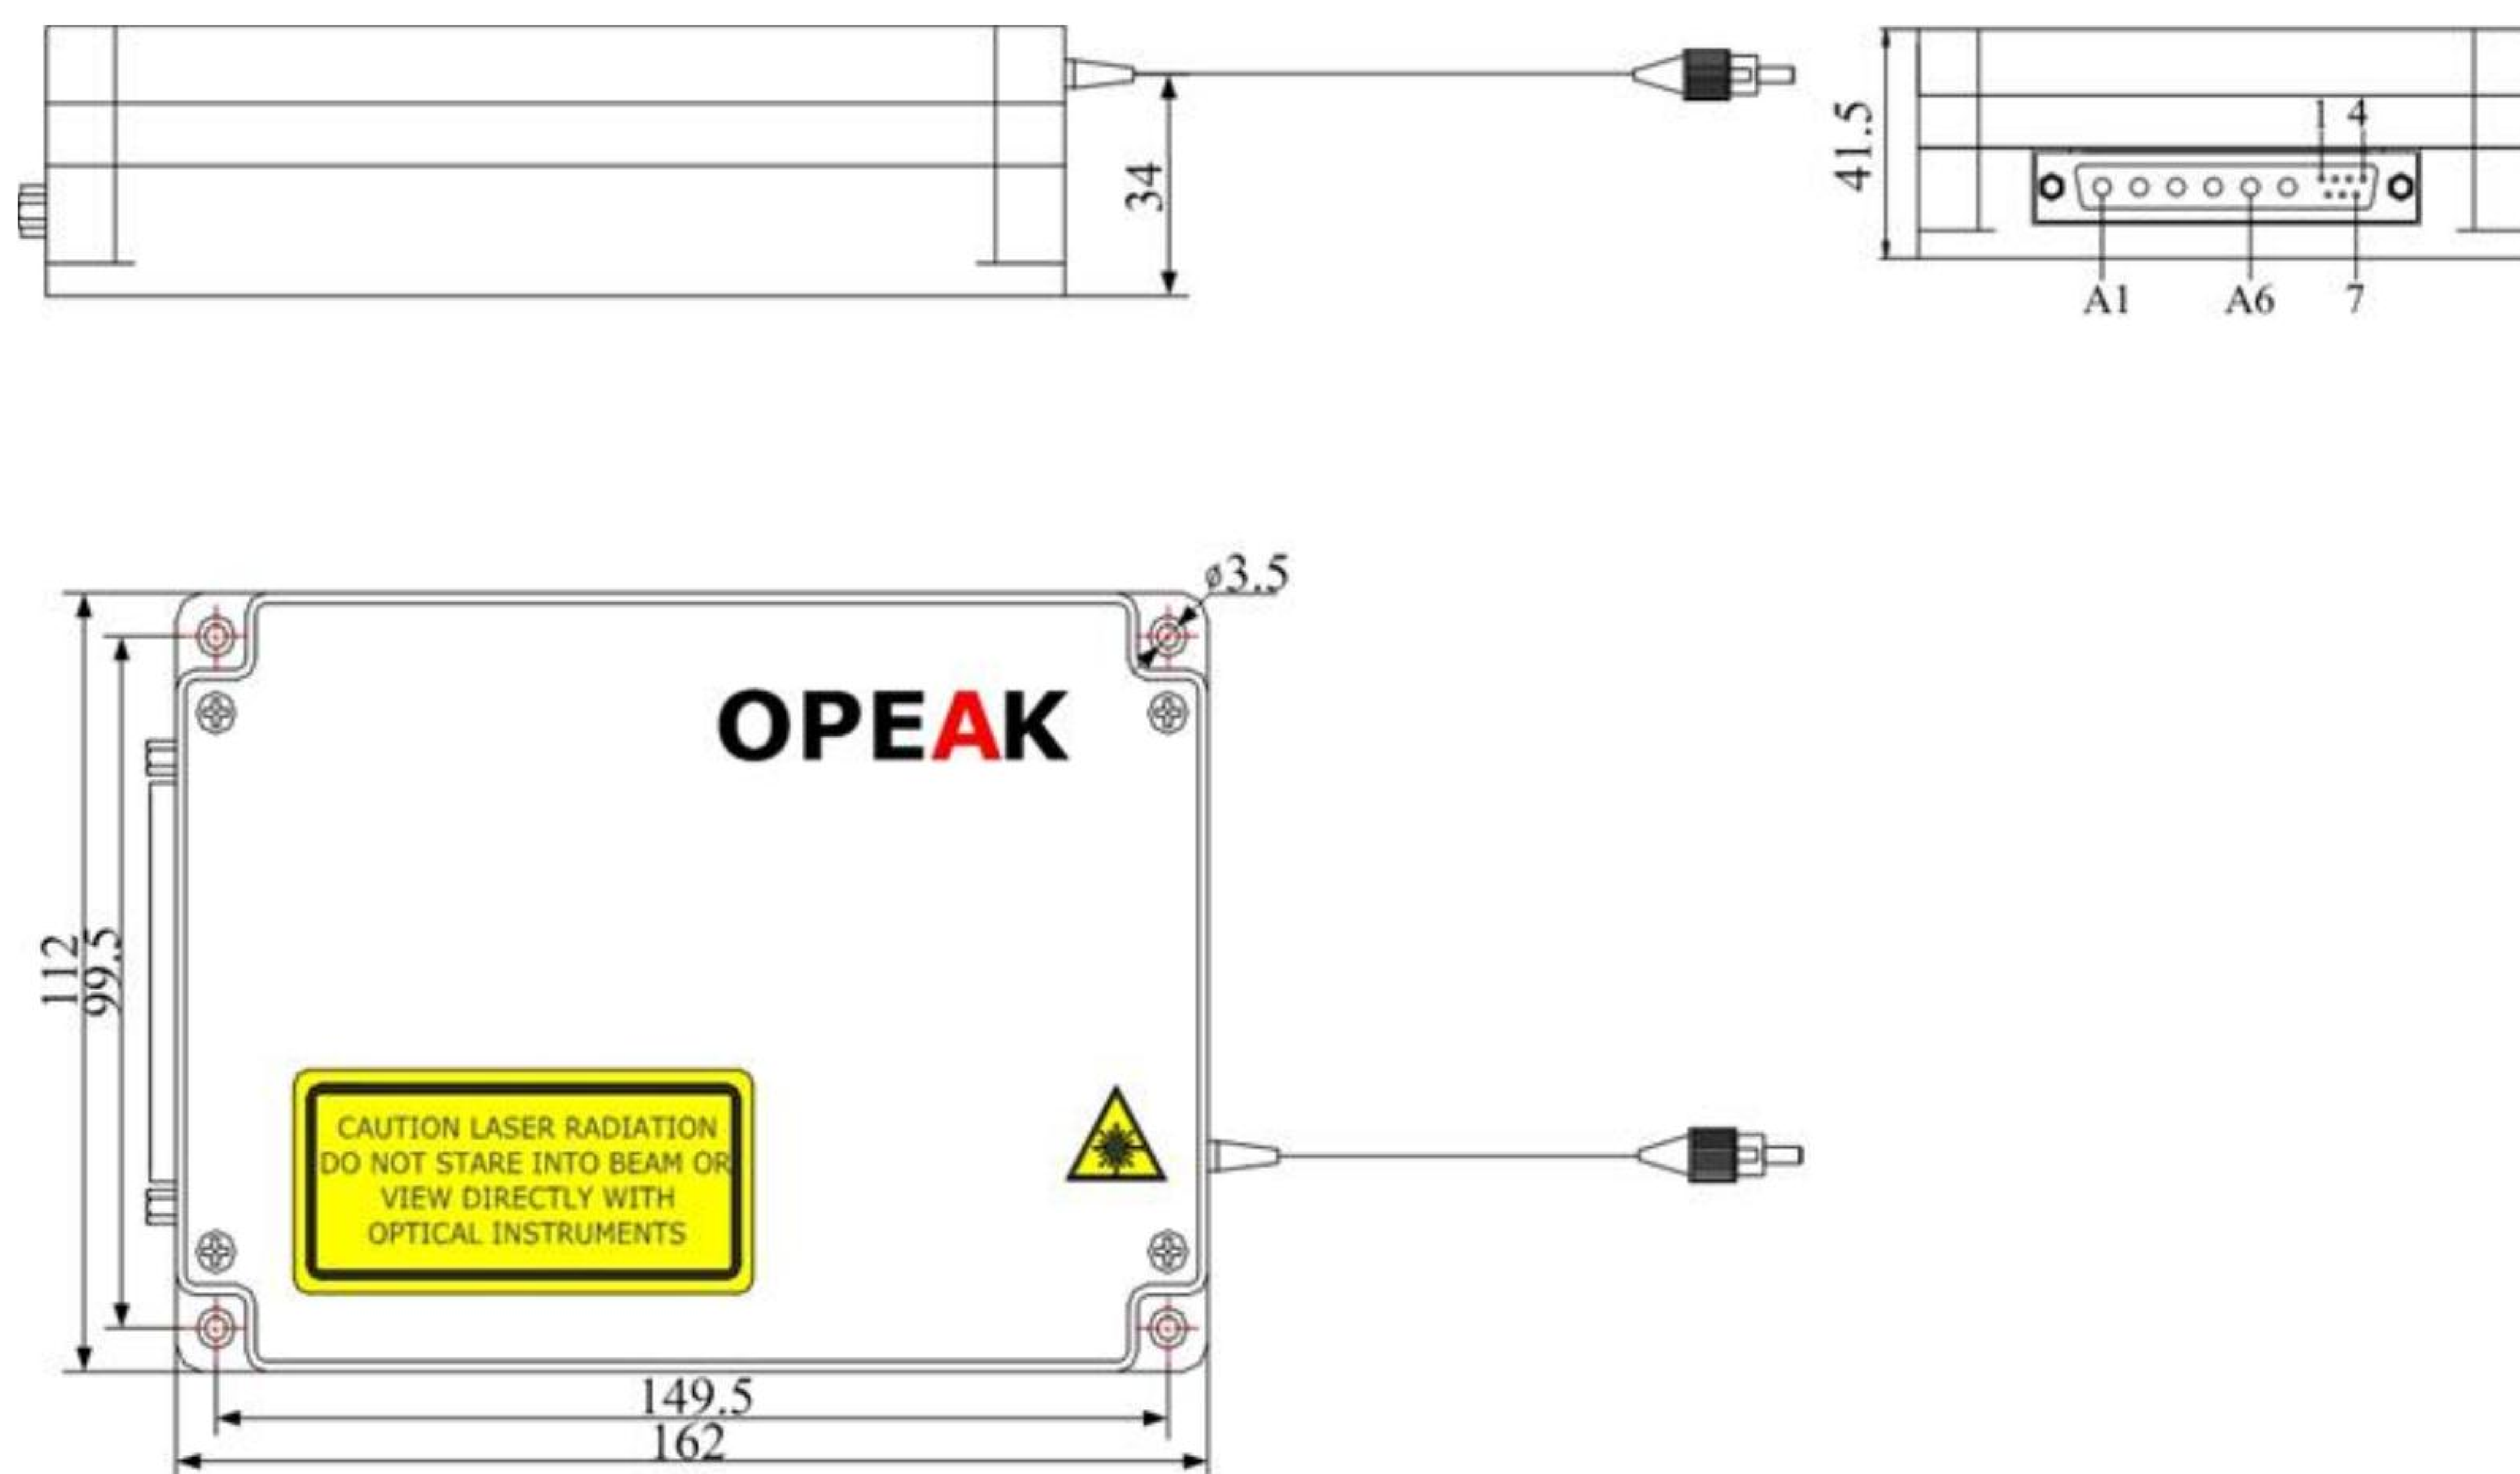 34
41.5
1 4
A1 A6 7
ø3.5
OPEAK
112
99.5
CAUTION LASER RADIATION
DO NOT STARE INTO BEAM OR
VIEW DIRECTLY WITH
OPTICAL INSTRUMENTS
149.5
162